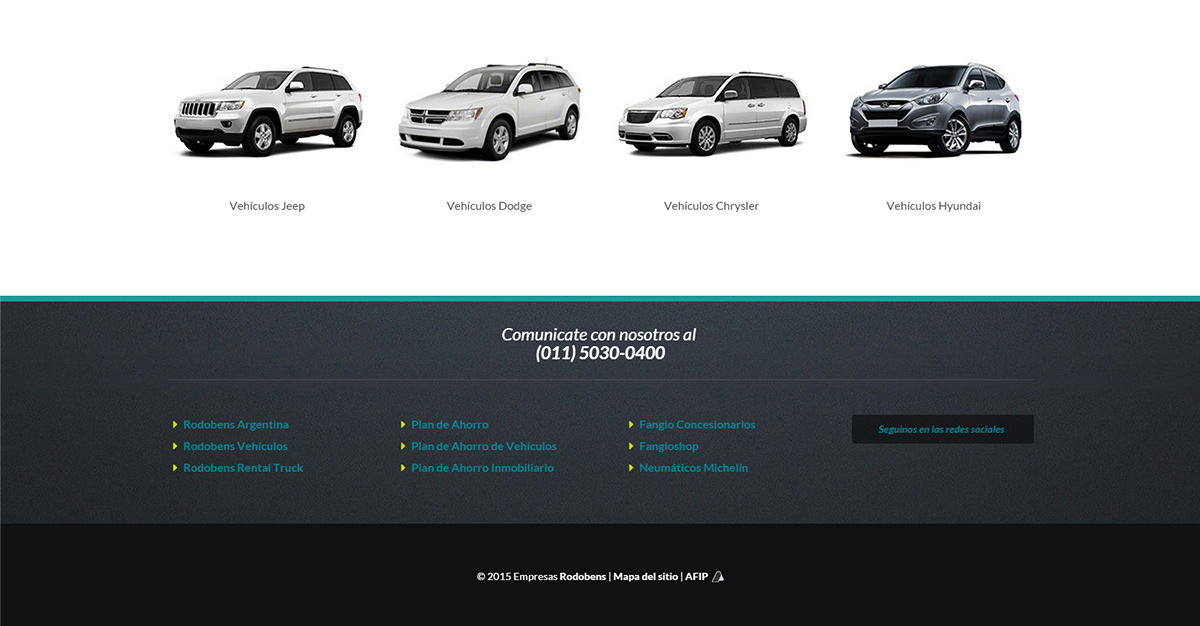 Vehículos Jeep
Vehículos Dodge
Vehículos Chrysler
Vehículos Hyundai
Comunicate con nosotros al
(011) 5030-0400
Rodobens Argentina
Rodobens Vehículos
Rodobens Rental Truck
Plan de Ahorro
Plan de Ahorro de Vehículos
Plan de Ahorro Inmobiliario
Fangio Concesionarios
Fangioshop
Neumáticos Michelín
Seguinos en las redes sociales
© 2015 Empresas Rodobens | Mapa del sitio | AFIP